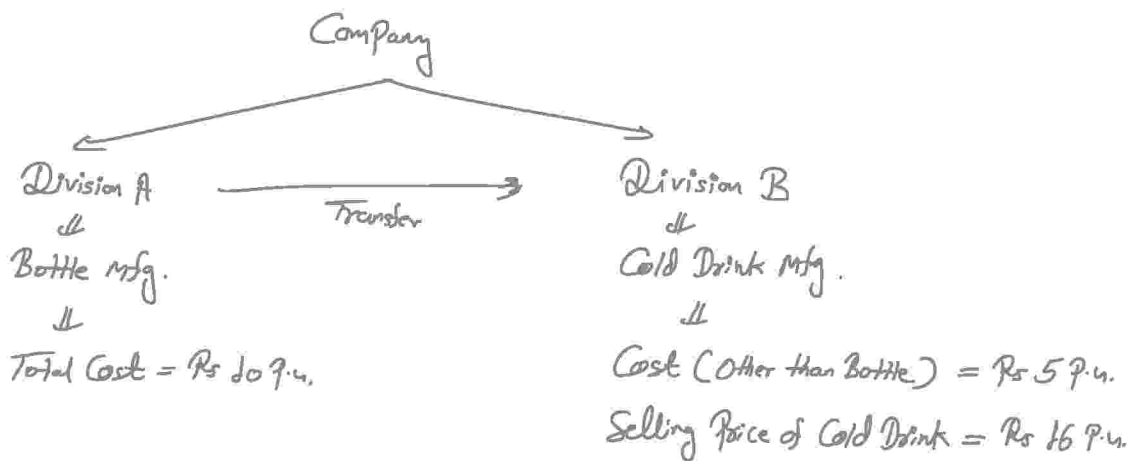 Company
Division A
Transfer
Division B
Bottle Mfg.
Cold Drink Mfg.
Total Cost = Rs 10 P.u.
Cost (Other than Bottle) = Rs 5 P.u.
Selling Price of Cold Drink = Rs 16 P.u.